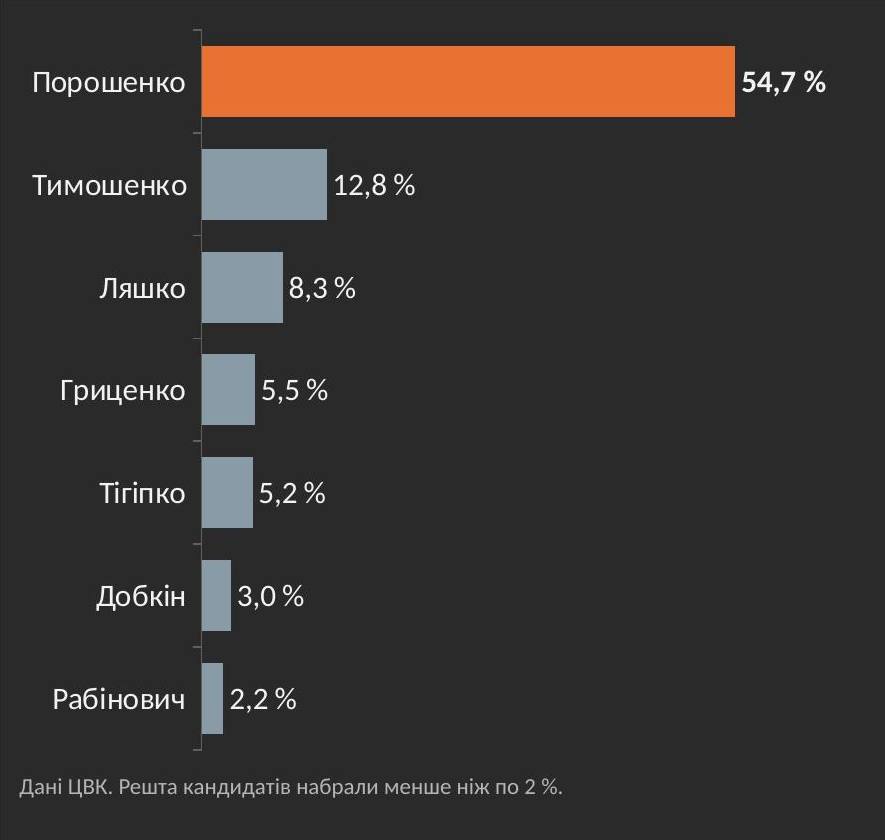 Порошенко 54,7 %
Тимошенко 12,8 %
Ляшко 8,3 %
Гриценко 5,5 %
Тігіпко 5,2 %
Добкін 3,0 %
Рабінович 2,2 %
Дані ЦВК. Решта кандидатів набрали менше ніж по 2 %.